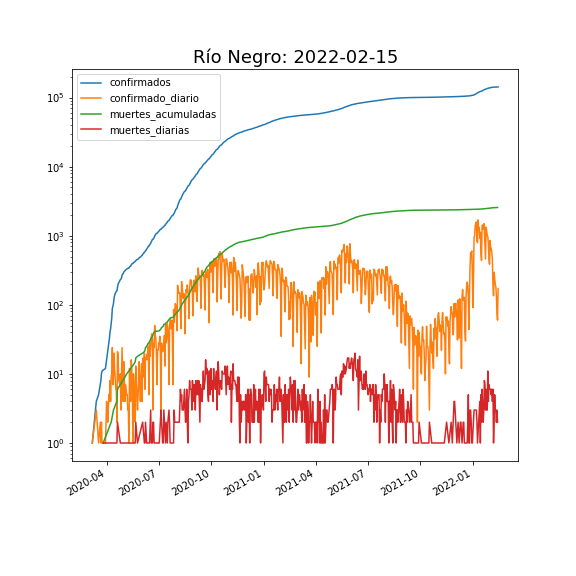 Río Negro: 2022-02-15
confirmados
confirmado_diario
muertes_acumuladas
muertes_diarias
10⁵
10⁴
10³
10²
10¹
10⁰
2020-04
2020-07
2020-10
2021-01
2021-04
2021-07
2021-10
2022-01